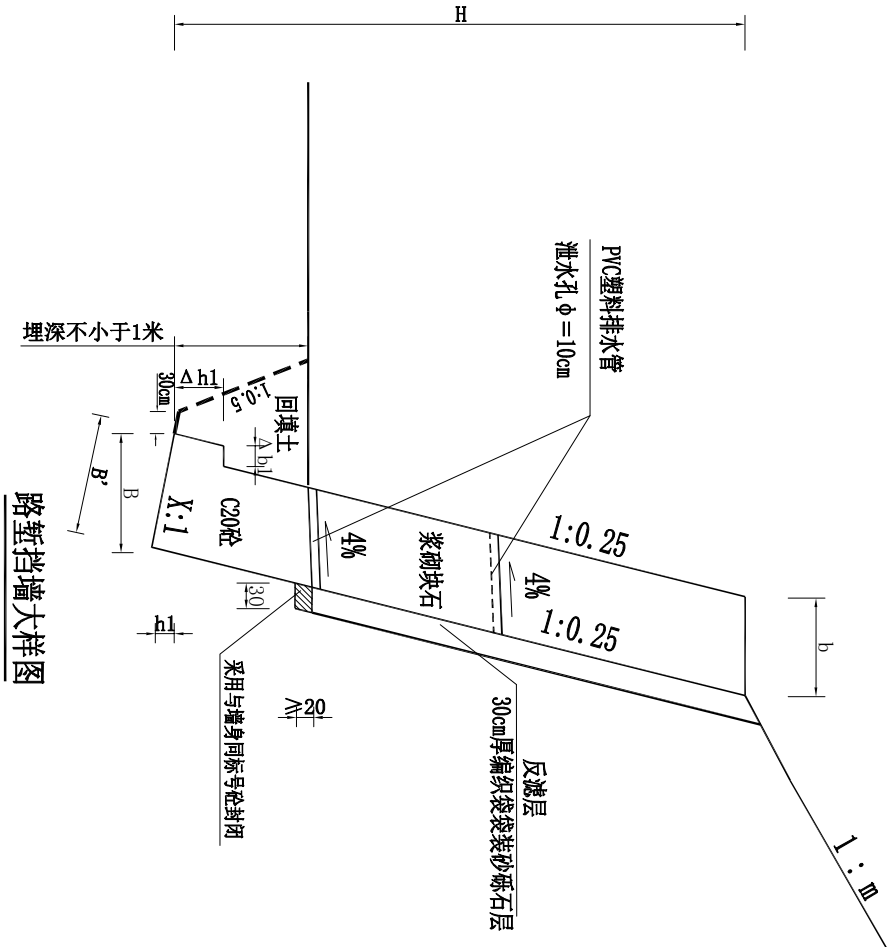 H
PVC塑料排水管
泄水孔φ=10cm
埋深不小于1米
30cm
Δh1
1:0.5
回填土
Δb1
B'
B
X:1
C20砼
4%
浆砌块石
4%
1:0.25
1:0.25
b
h1
30
≥20
采用与墙身同标号砼封闭
反滤层
30cm厚编织袋袋装砂砾石层
1:m
路堑挡墙大样图